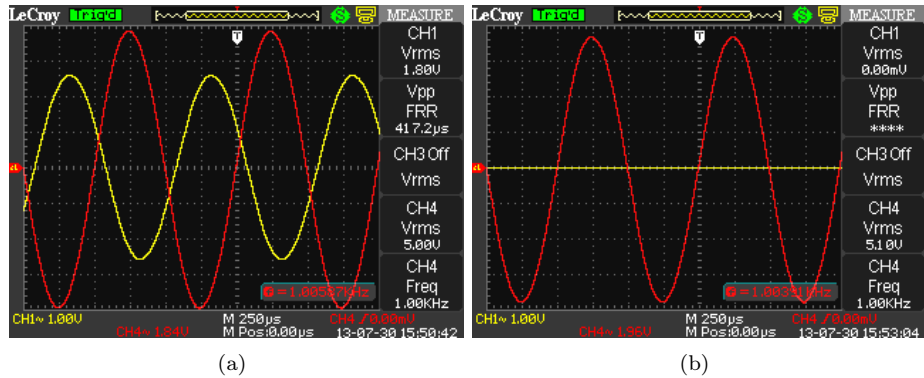 LeCroy Trig'd MEASURE
CH1
Vrms
1.80V
Vpp
FRR
417.2µs
CH3 Off
Vrms
CH4
Vrms
5.00V
CH4
Freq
1.00KHz
CH1~ 1.00V M 250µs CH4 /0.00mV
CH4~ 1.84V M Pos:0.00µs 13-07-30 15:50:42
(a)
LeCroy Trig'd MEASURE
CH1
Vrms
0.00mV
Vpp
FRR
****
CH3 Off
Vrms
CH4
Vrms
5.10V
CH4
Freq
1.00KHz
CH1~ 1.00V M 250µs CH4 /0.00mV
CH4~ 1.96V M Pos:0.00µs 13-07-30 15:53:04
(b)